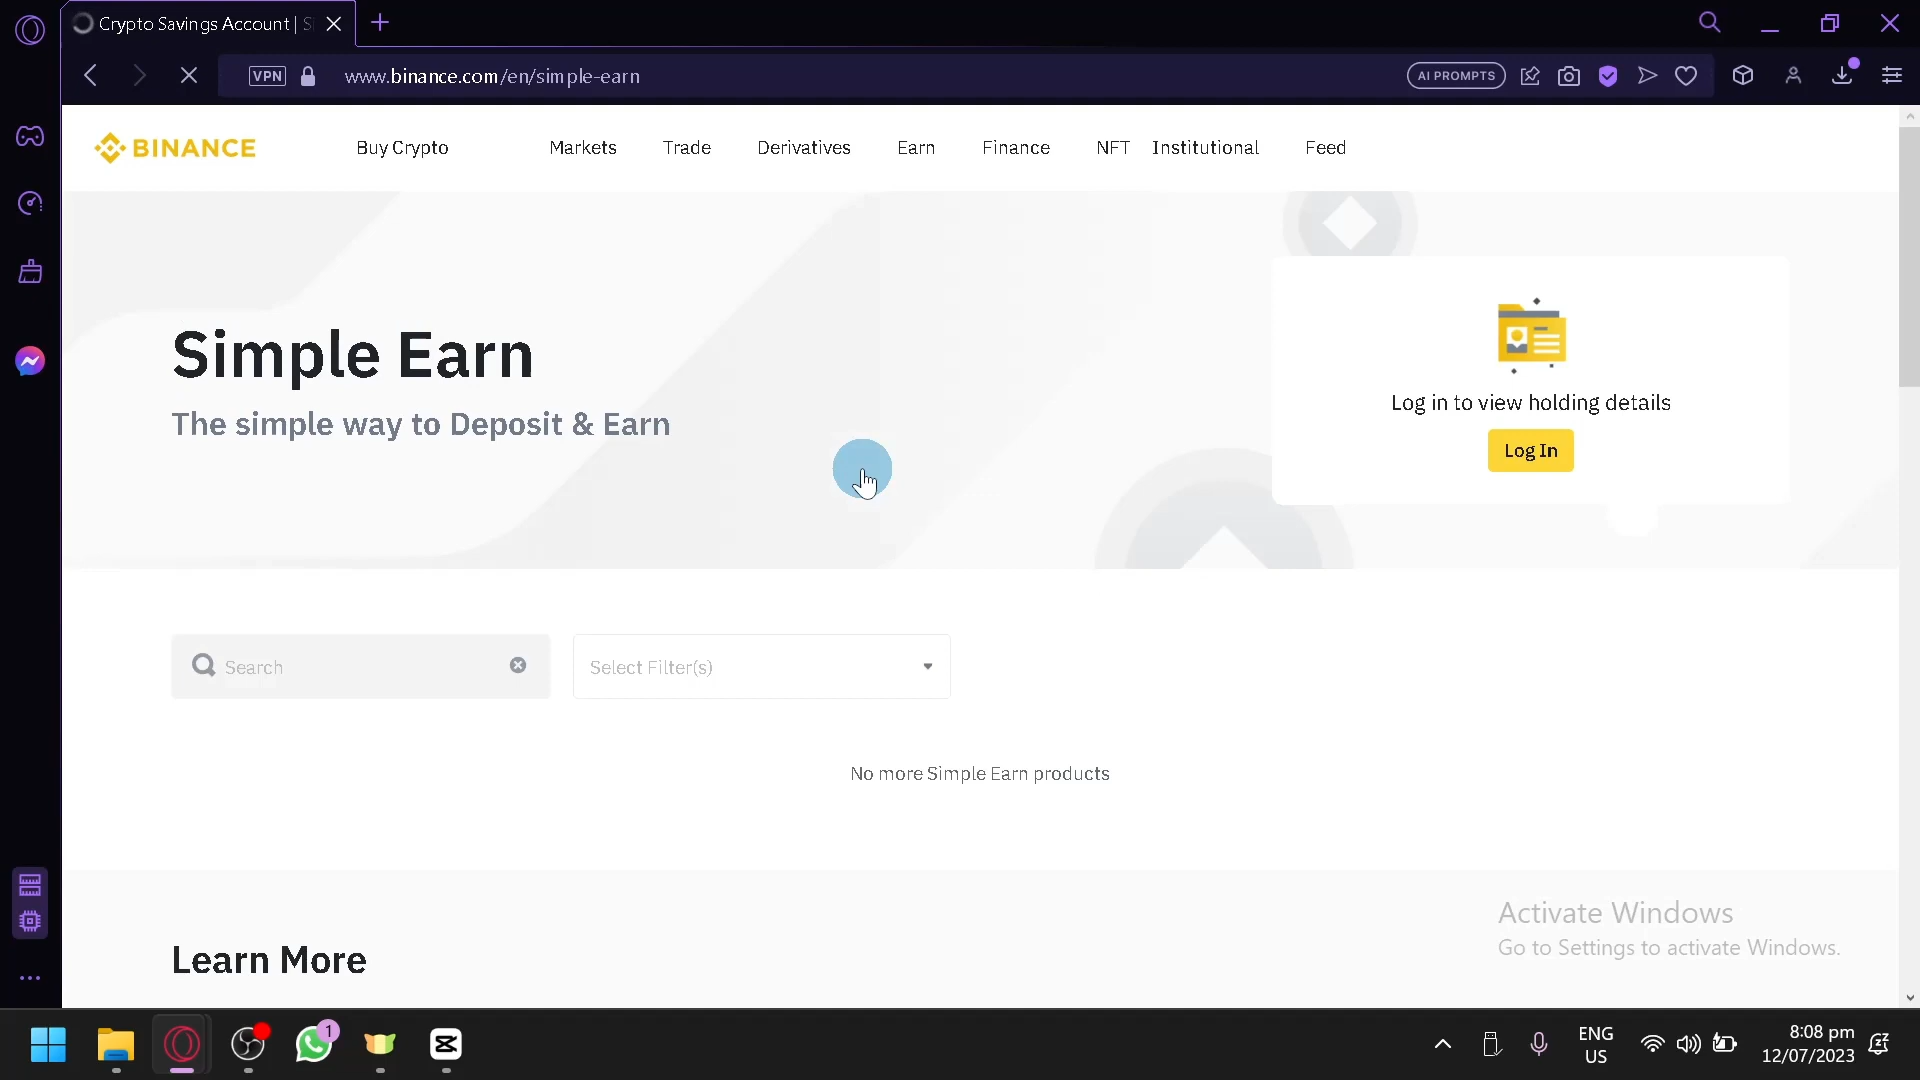 Crypto Savings Account | S
VPN
www.binance.com/en/simple-earn
AI PROMPTS
BINANCE
Buy Crypto
Markets
Trade
Derivatives
Earn
Finance
NFT
Institutional
Feed
Simple Earn
The simple way to Deposit & Earn
Log in to view holding details
Log In
Search
Select Filter(s)
No more Simple Earn products
Learn More
Activate Windows
Go to Settings to activate Windows.
1
ENG
US
8:08 pm
12/07/2023